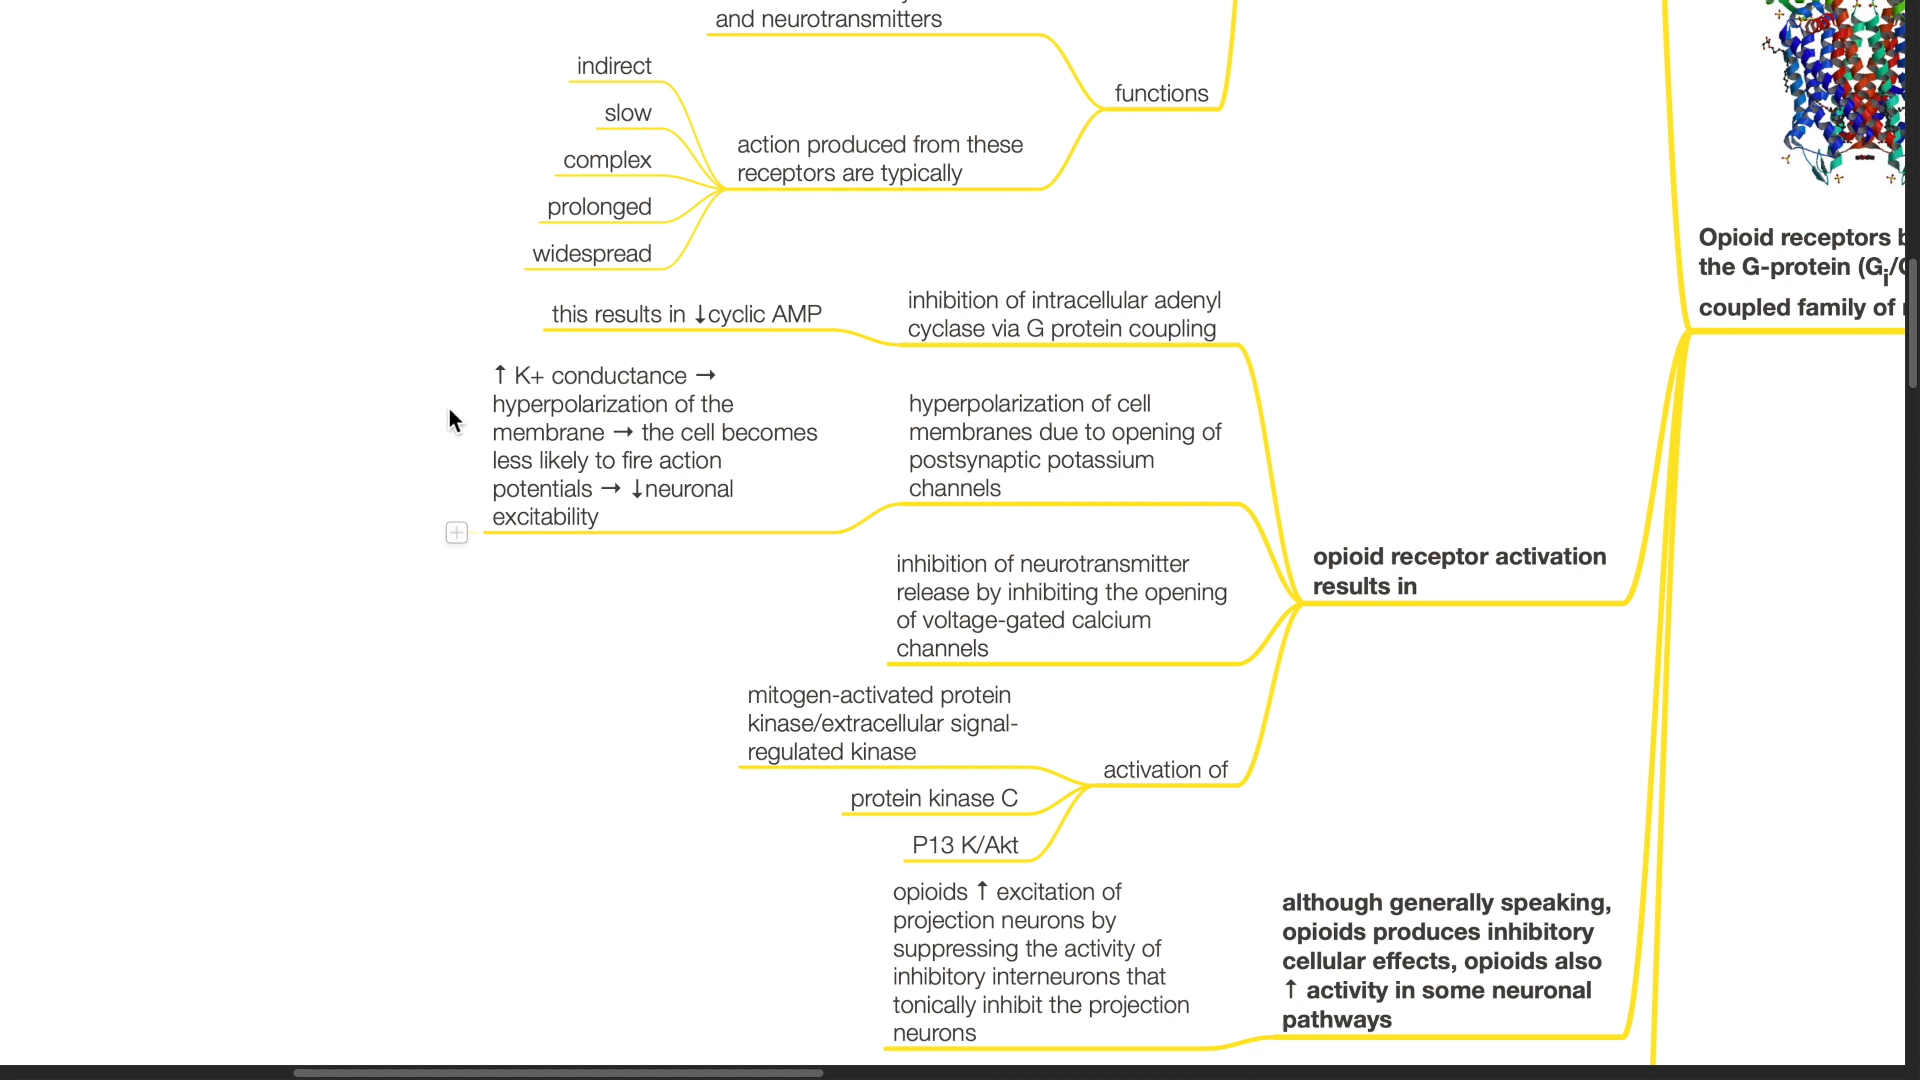 and neurotransmitters
functions
indirect
slow
complex
prolonged
widespread
action produced from these
receptors are typically
Opioid receptors
the G-protein (Gi/
coupled family of
this results in ↓cyclic AMP
inhibition of intracellular adenyl
cyclase via G protein coupling
↑ K+ conductance →
hyperpolarization of the
membrane → the cell becomes
less likely to fire action
potentials → ↓neuronal
excitability
hyperpolarization of cell
membranes due to opening of
postsynaptic potassium
channels
opioid receptor activation
results in
inhibition of neurotransmitter
release by inhibiting the opening
of voltage-gated calcium
channels
mitogen-activated protein
kinase/extracellular signal-
regulated kinase
activation of
protein kinase C
P13 K/Akt
opioids ↑ excitation of
projection neurons by
suppressing the activity of
inhibitory interneurons that
tonically inhibit the projection
neurons
although generally speaking,
opioids produces inhibitory
cellular effects, opioids also
↑ activity in some neuronal
pathways